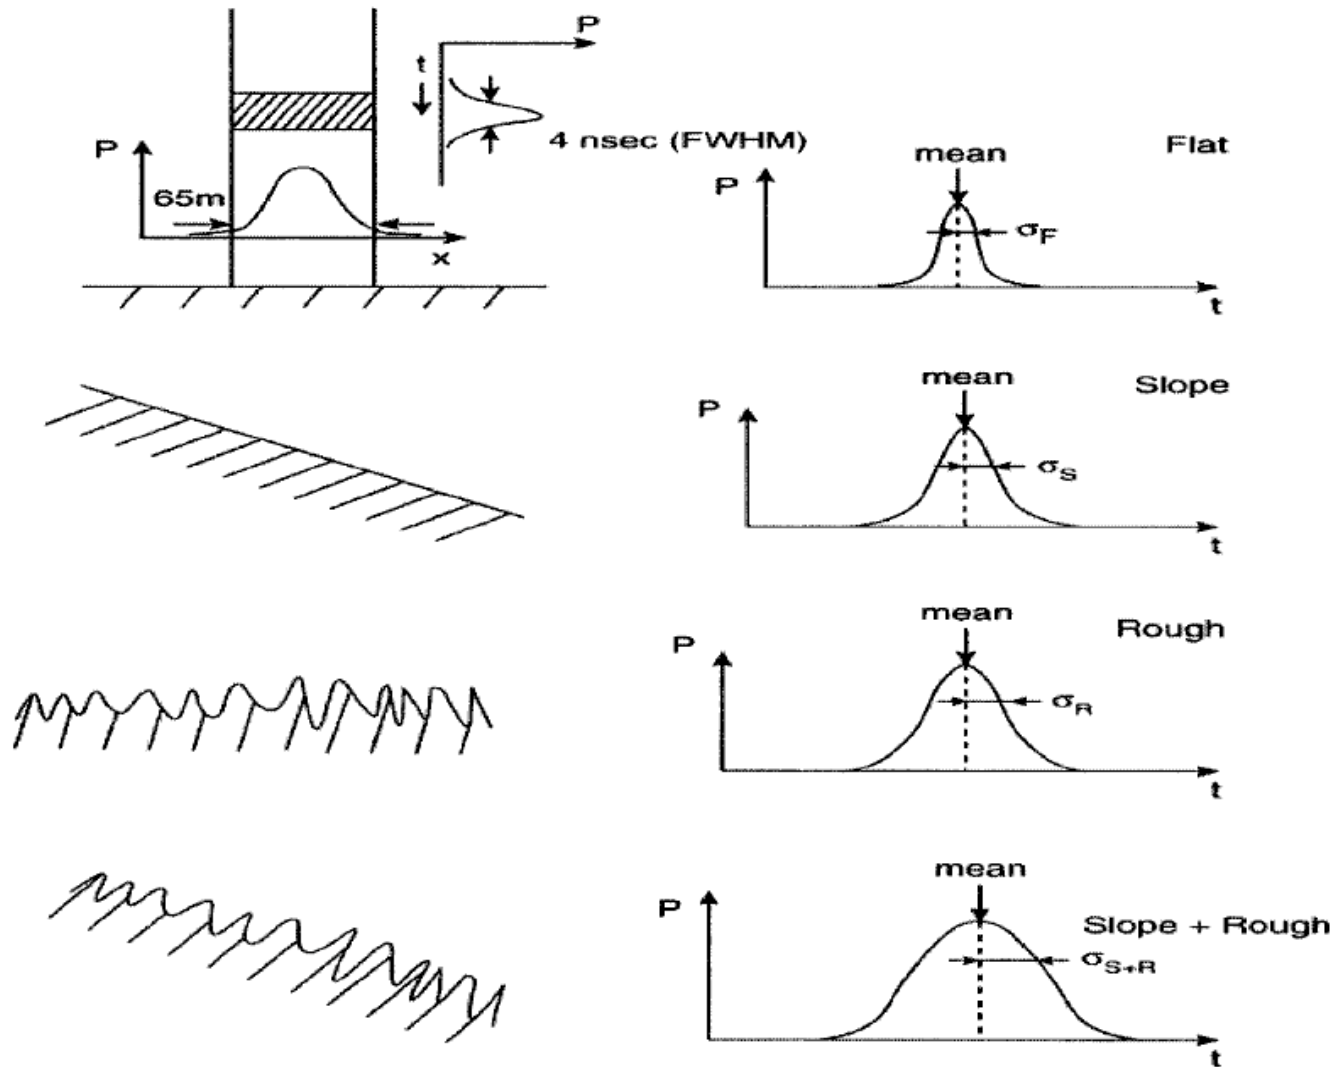 P
t
4 nsec (FWHM)
P
65m
x
Flat
mean
P
σF
t
Slope
mean
P
σS
t
mean
Rough
P
σR
t
mean
P
Slope + Rough
σS+R
t